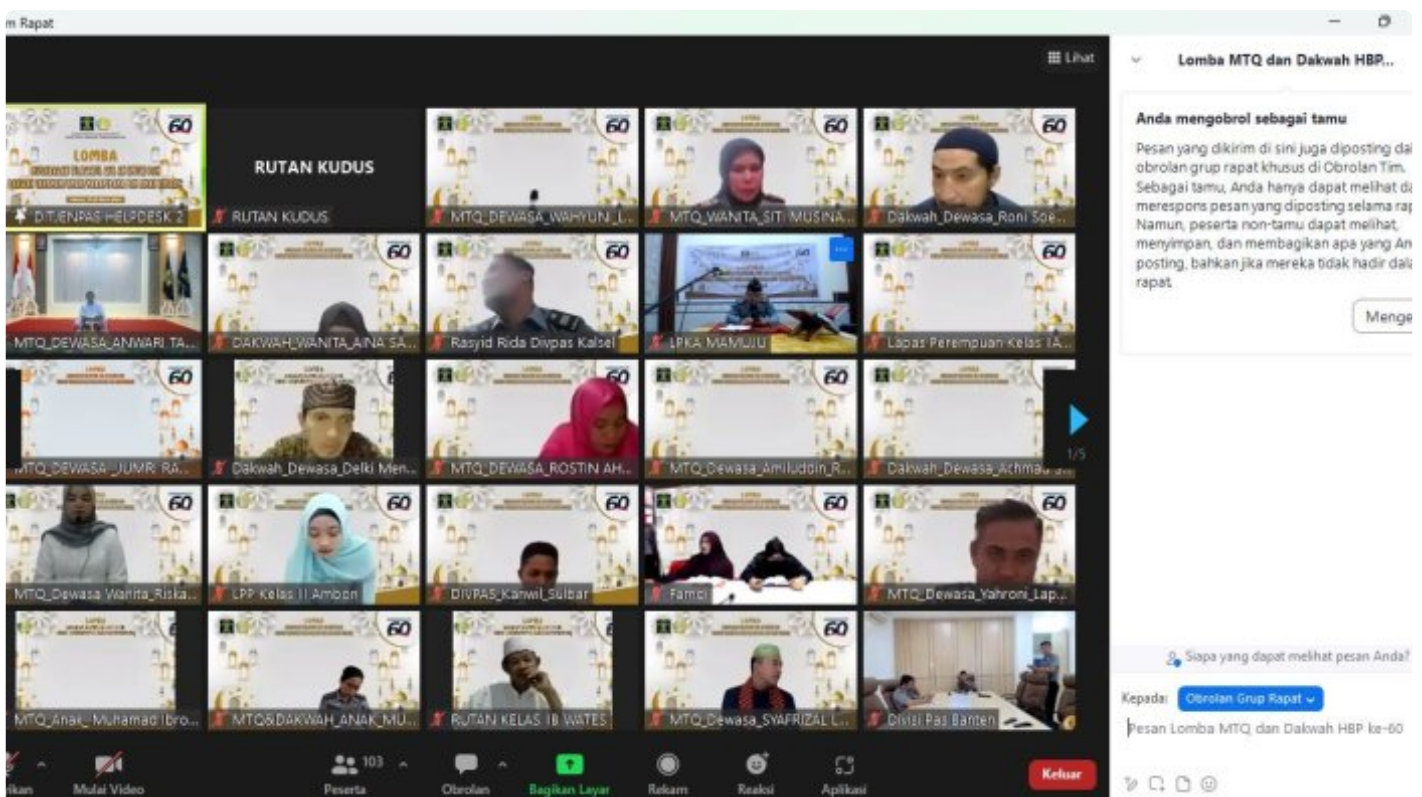 m Rapat
Lihat
Lomba MTQ dan Dakwah HBP...
LOMBA
60
DITJENPAS HELPDESK 2
RUTAN KUDUS
RUTAN KUDUS
MTQ_DEWASA_WAHYUNI_L...
MTQ_WANITA_SITI MUSINA...
Dakwah_Dewasa_Roni Soe...
MTQ_DEWASA_ANWARI TA...
DAKWAH_WANITA_AINA SA...
Rasyid Rida Divpas Kalsel
LPKA MAMUJU
Lapas Perempuan Kelas IIA...
MTQ_DEWASA_JUMRI RA...
Dakwah_Dewasa_Delki Men...
MTQ_DEWASA_ROSTIN AH...
MTQ_Dewasa_Amiluddin_R...
Dakwah_Dewasa_Achmad
1/5
MTQ_Dewasa Wanita_Riska...
LPP Kelas II Ambon
DIVPAS_Kanwil_Sulbar
MTQ_Dewasa_Yahroni_Lap...
MTQ_Anak_ Muhamad Ibro...
MTQ&DAKWAH_ANAK_MU...
RUTAN KELAS IIB WATES
MTQ_Dewasa_SYAFRIZAL L...
Divisi Pas Banten
Anda mengobrol sebagai tamu
Pesan yang dikirim di sini juga diposting dal
obrolan grup rapat khusus di Obrolan Tim.
Sebagai tamu, Anda hanya dapat melihat da
merespons pesan yang diposting selama rap
Namun, peserta non-tamu dapat melihat,
menyimpan, dan membagikan apa yang An
posting, bahkan jika mereka tidak hadir dala
rapat.
Menge
Siapa yang dapat melihat pesan Anda?
Kepada: Obrolan Grup Rapat
Pesan Lomba MTQ dan Dakwah HBP ke-60
rikan
Mulai Video
103
Peserta
Obrolan
Bagikan Layar
Rekam
Reaksi
Aplikasi
Keluar